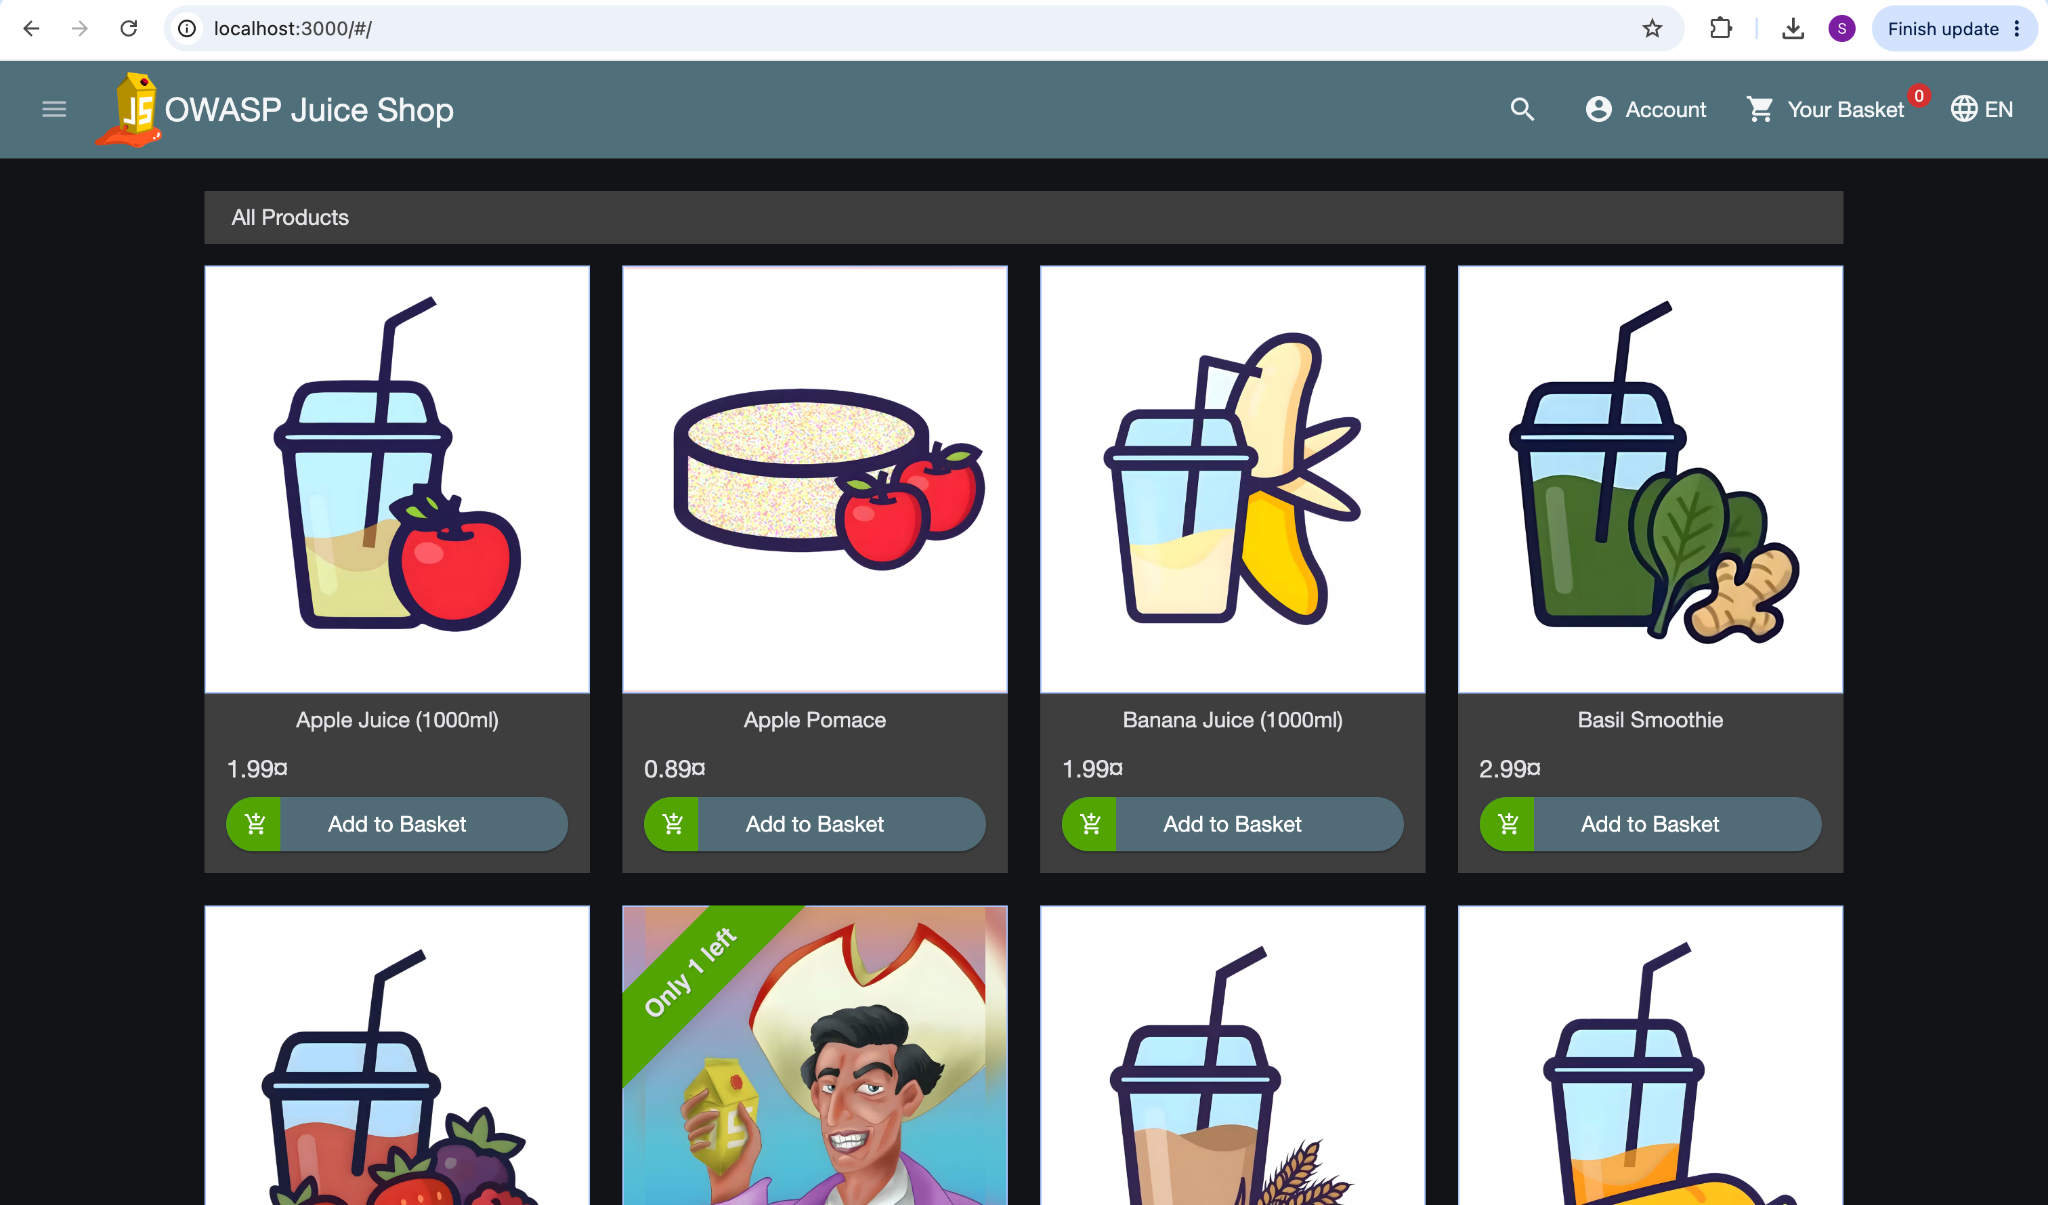 localhost:3000/#/
S
Finish update
JS
OWASP Juice Shop
Account
Your Basket
0
EN
All Products
Apple Juice (1000ml)
1.99¤
Add to Basket
Apple Pomace
0.89¤
Add to Basket
Banana Juice (1000ml)
1.99¤
Add to Basket
Basil Smoothie
2.99¤
Add to Basket
Only 1 left